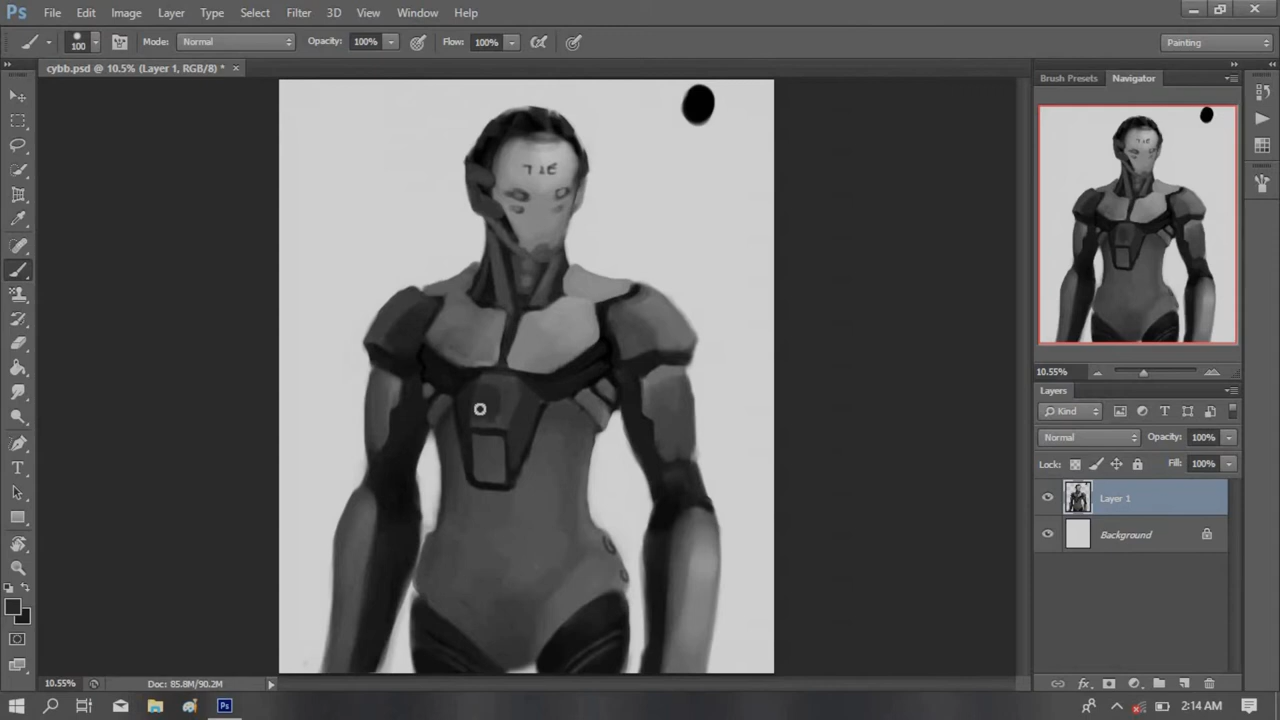 Ps File Edit Image Layer Type Select Filter 3D View Window Help
100 Mode: Normal Opacity: 100% Flow: 100% Painting
cybb.psd @ 10.5% (Layer 1, RGB/8) * ×
Brush Presets Navigator
10.55%
Layers
Kind
Normal Opacity: 100%
Lock: Fill: 100%
Layer 1
Background
10.55% Doc: 85.8M/90.2M
Ps 2:14 AM